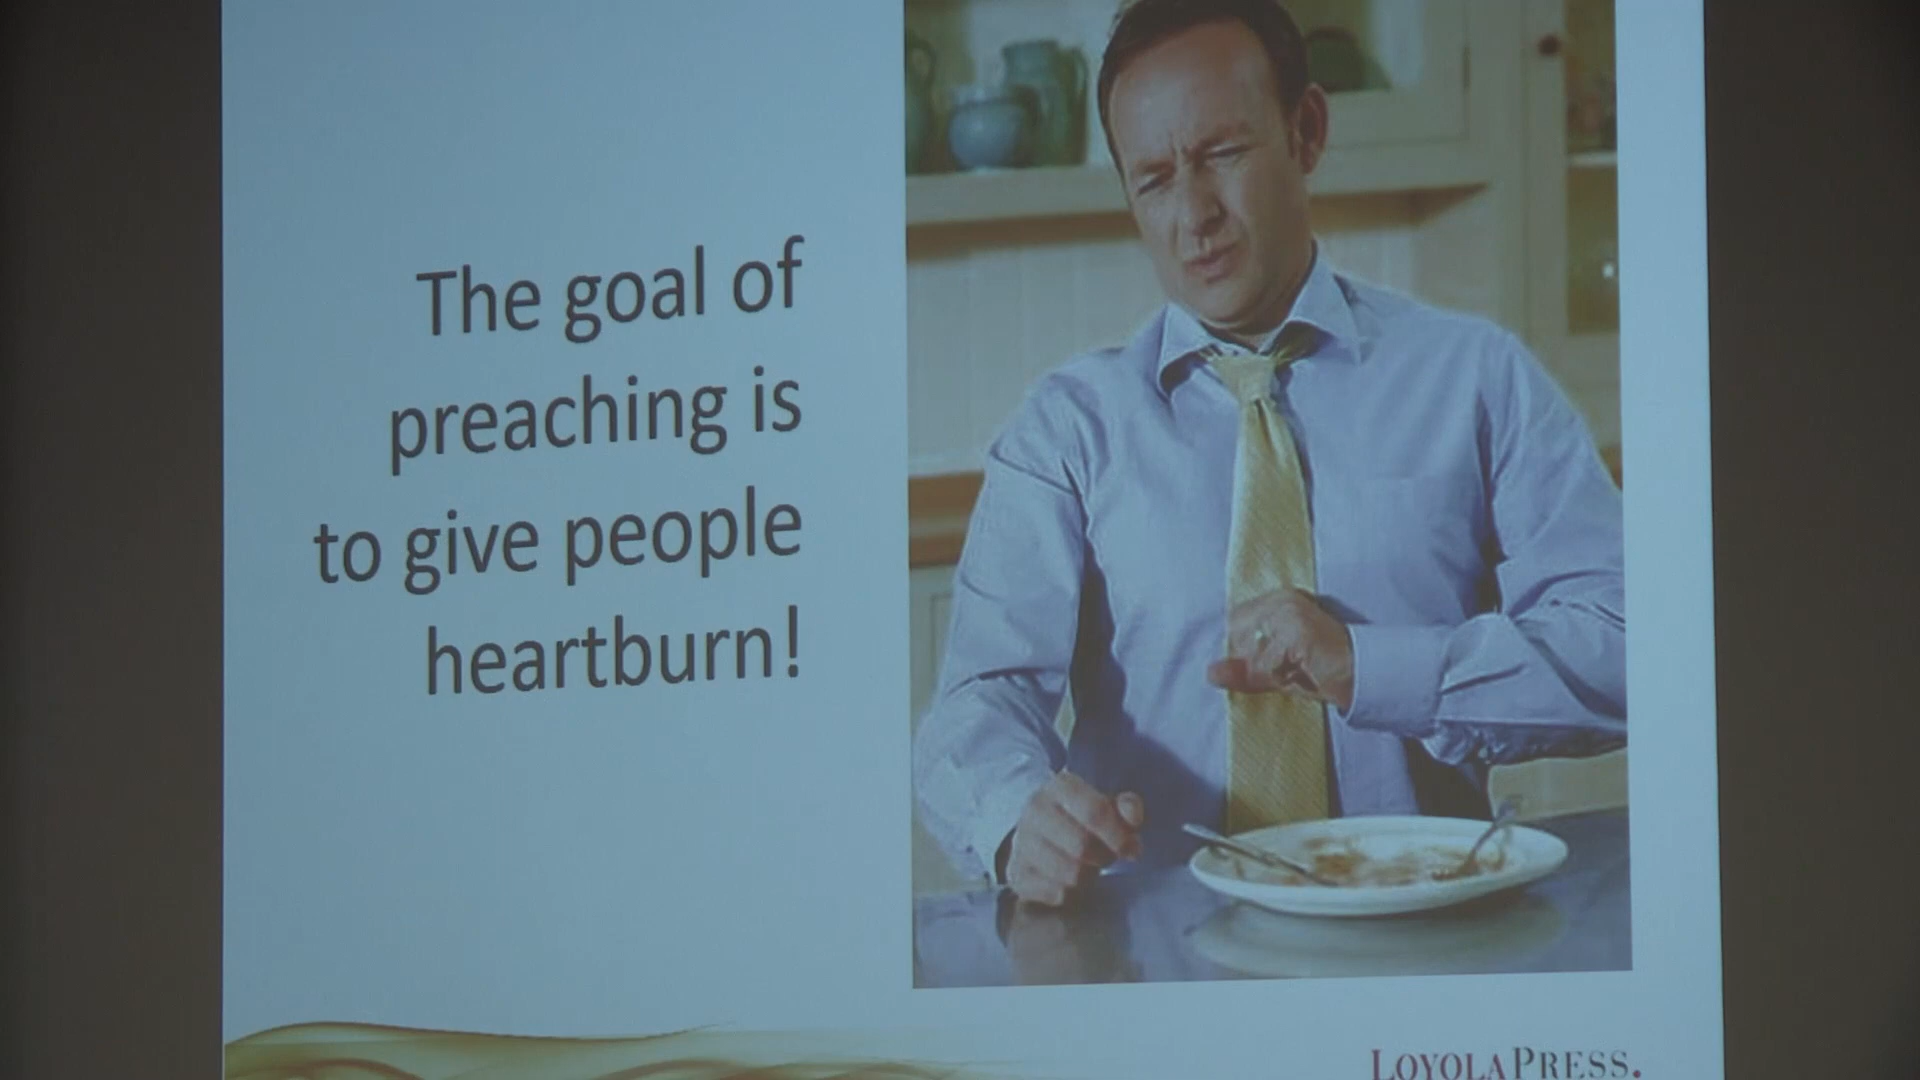 The goal of
preaching is
to give people
heartburn!
LOYOLAPRESS.